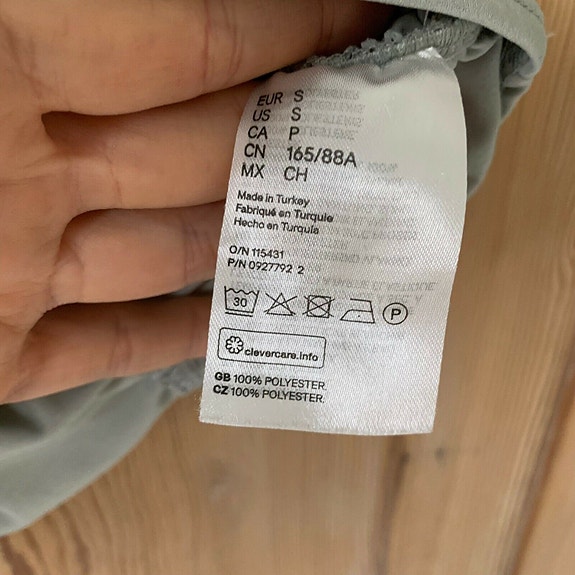 EUR S
US S
CA P
CN 165/88A
MX CH
Made in Turkey
Fabriqué en Turquie
Hecho en Turquía
O/N 115431
P/N 0927792 2
30 P
clevercare.info
GB 100% POLYESTER.
CZ 100% POLYESTER.